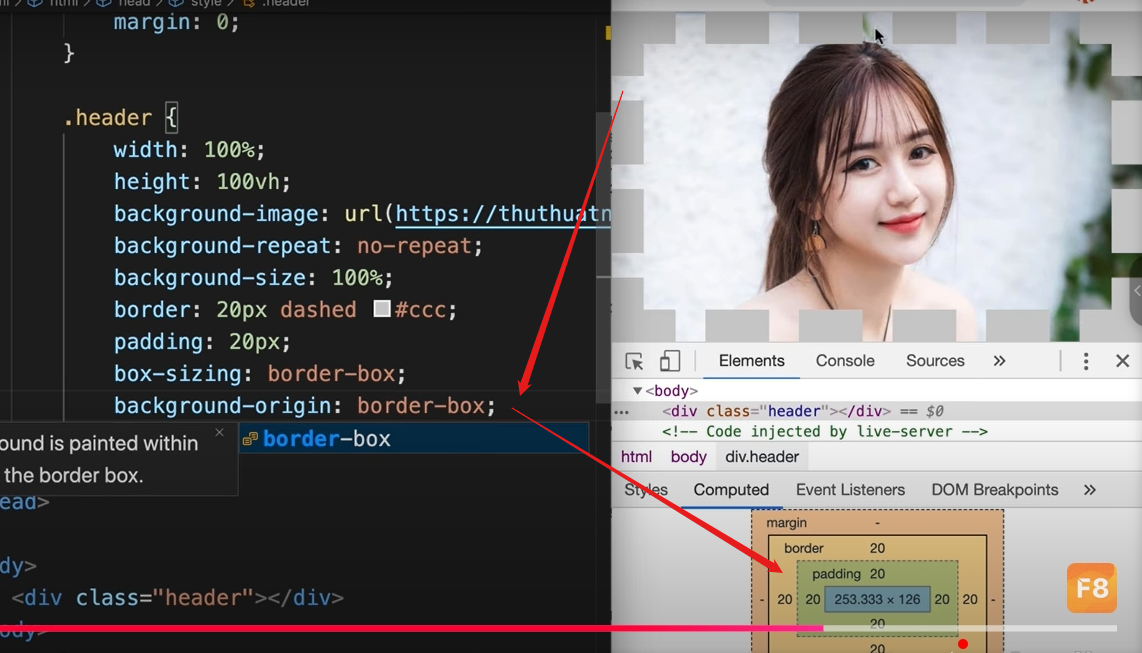 html
head
style
.header
margin: 0;
}
.header {
width: 100%;
height: 100vh;
background-image: url(https://thuthuatn
background-repeat: no-repeat;
background-size: 100%;
border: 20px dashed #ccc;
padding: 20px;
box-sizing: border-box;
background-origin: border-box;
border-box
ound is painted within
the border box.
ead>
dy>
<div class="header"></div>
ody>
Elements Console Sources »
▼<body>
... <div class="header"></div> == $0
<!-- Code injected by live-server -->
html body div.header
Styles Computed Event Listeners DOM Breakpoints »
margin -
border 20
padding 20
- 20 20 253.333 × 126 20 20 -
20
20
F8